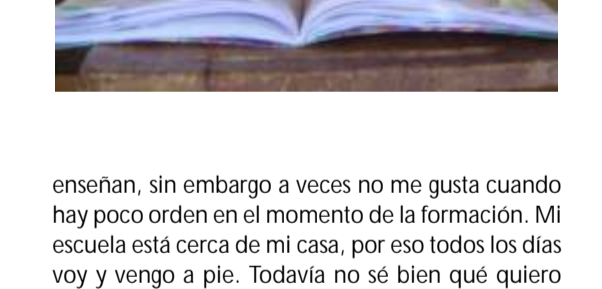 enseñan, sin embargo a veces no me gusta cuando
hay poco orden en el momento de la formación. Mi
escuela está cerca de mi casa, por eso todos los días
voy y vengo a pie. Todavía no sé bien qué quiero